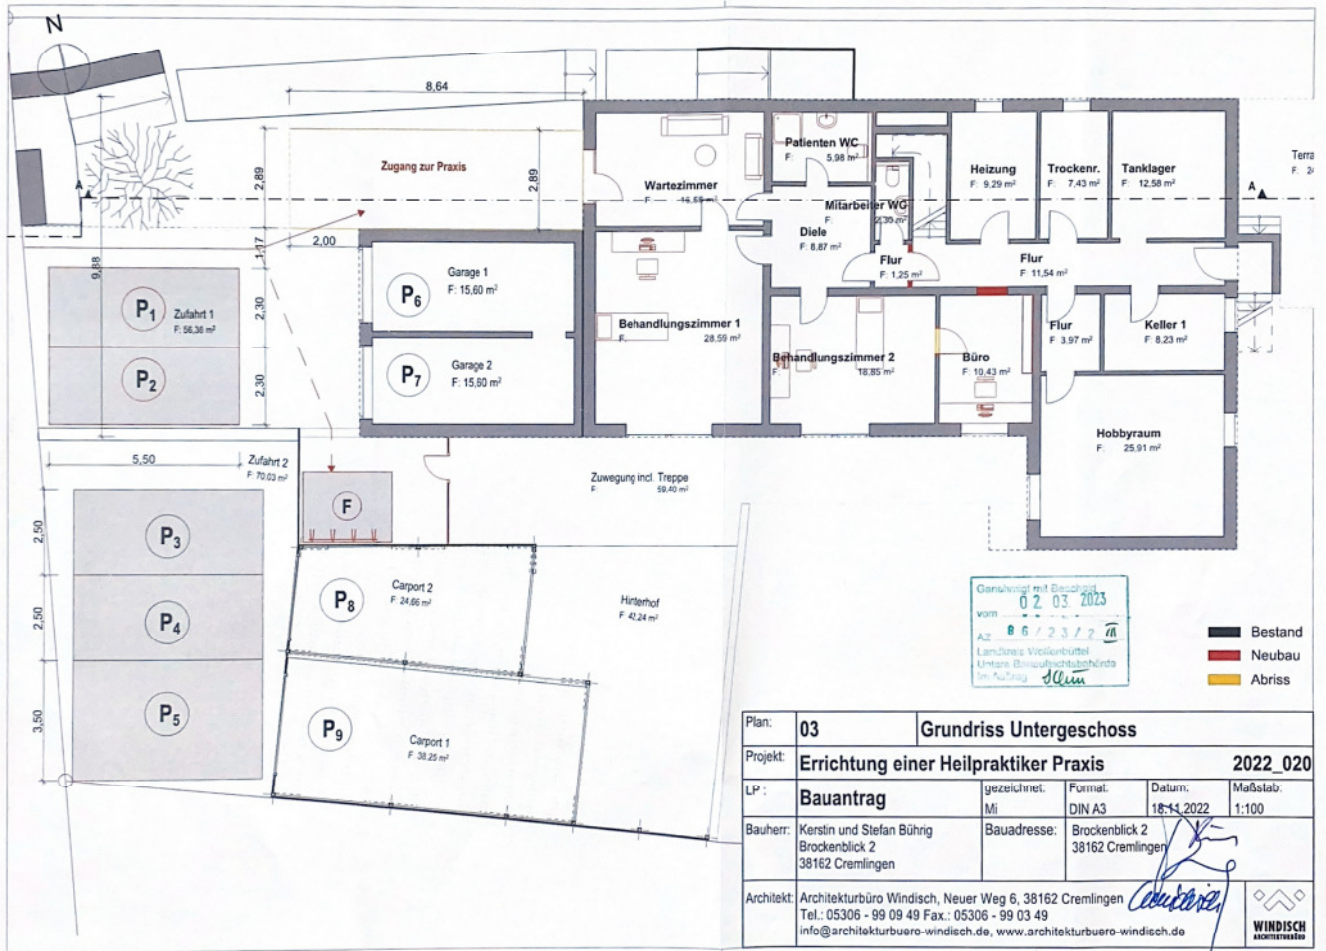 N
8,64
Zugang zur Praxis
2,89
2,89
A
1,17
2,00
9,88
Patienten WC
F: 5,98 m²
Wartezimmer
F:
Mitarbeiter WC
F: 2,30 m²
Diele
F: 8,87 m²
Heizung
F: 9,29 m²
Trockenr.
F: 7,43 m²
Tanklager
F: 12,58 m²
A
Terra
F:
Flur
F: 1,25 m²
Flur
F 11,54 m²
P1
Zufahrt 1
F: 56,36 m²
P2
2,30
2,30
P6
Garage 1
F: 15,60 m²
P7
Garage 2
F: 15,60 m²
Behandlungszimmer 1
F: 28,59 m²
Behandlungszimmer 2
F: 18,85 m²
Büro
F: 10,43 m²
Flur
F 3,97 m²
Keller 1
F: 8,23 m²
Hobbyraum
F: 25,91 m²
5,50
Zufahrt 2
F: 70,03 m²
F
Zuwegung incl. Treppe
F: 59,40 m²
2,50
2,50
3,50
P3
P4
P5
P8
Carport 2
F: 24,66 m²
P9
Carport 1
F: 38,25 m²
Hinterhof
F: 42,24 m²
Genehmigt mit Bescheid
vom 02. 03. 2023
Az 86 / 23 / 2 III
Landkreis Wolfenbüttel
Untere Bauaufsichtsbehörde
Im Auftrag
Bestand
Neubau
Abriss
Plan: 03 Grundriss Untergeschoss
Projekt: Errichtung einer Heilpraktiker Praxis 2022_020
LP : Bauantrag
gezeichnet: Mi
Format: DIN A3
Datum: 18.11.2022
Maßstab: 1:100
Bauherr: Kerstin und Stefan Bührig
Brockenblick 2
38162 Cremlingen
Bauadresse: Brockenblick 2
38162 Cremlingen
Architekt: Architekturbüro Windisch, Neuer Weg 6, 38162 Cremlingen
Tel.: 05306 - 99 09 49 Fax.: 05306 - 99 03 49
info@architekturbuero-windisch.de, www.architekturbuero-windisch.de
WINDISCH
ARCHITEKTURBÜRO